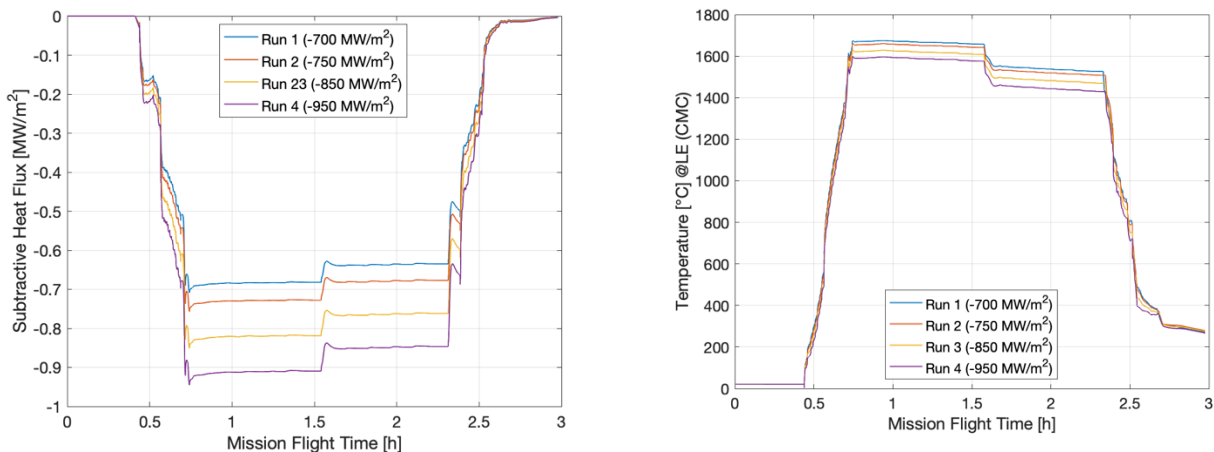 0
-0.1
-0.2
-0.3
-0.4
-0.5
-0.6
-0.7
-0.8
-0.9
-1
Subtractive Heat Flux [MW/m²]
Run 1 (-700 MW/m²)
Run 2 (-750 MW/m²)
Run 23 (-850 MW/m²)
Run 4 (-950 MW/m²)
0 0.5 1 1.5 2 2.5 3
Mission Flight Time [h]
1800
1600
1400
1200
1000
800
600
400
200
0
Temperature [°C] @LE (CMC)
Run 1 (-700 MW/m²)
Run 2 (-750 MW/m²)
Run 3 (-850 MW/m²)
Run 4 (-950 MW/m²)
0 0.5 1 1.5 2 2.5 3
Mission Flight Time [h]